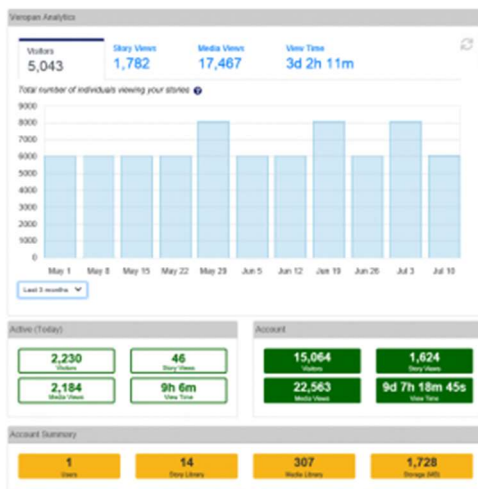 Veropan Analytics
Visitors
5,043
Story Views
1,782
Media Views
17,467
View Time
3d 2h 11m
Total number of individuals viewing your stories ?
9000
8000
7000
6000
5000
4000
3000
2000
1000
0
May 1 May 8 May 15 May 22 May 29 Jun 5 Jun 12 Jun 19 Jun 26 Jul 3 Jul 10
Last 3 months
Active (Today)
2,230
Visitors
46
Story Views
2,184
Media Views
9h 6m
View Time
Account
15,064
Visitors
1,624
Story Views
22,563
Media Views
9d 7h 18m 45s
View Time
Account Summary
1
Users
14
Story Library
307
Media Library
1,728
Storage (MB)